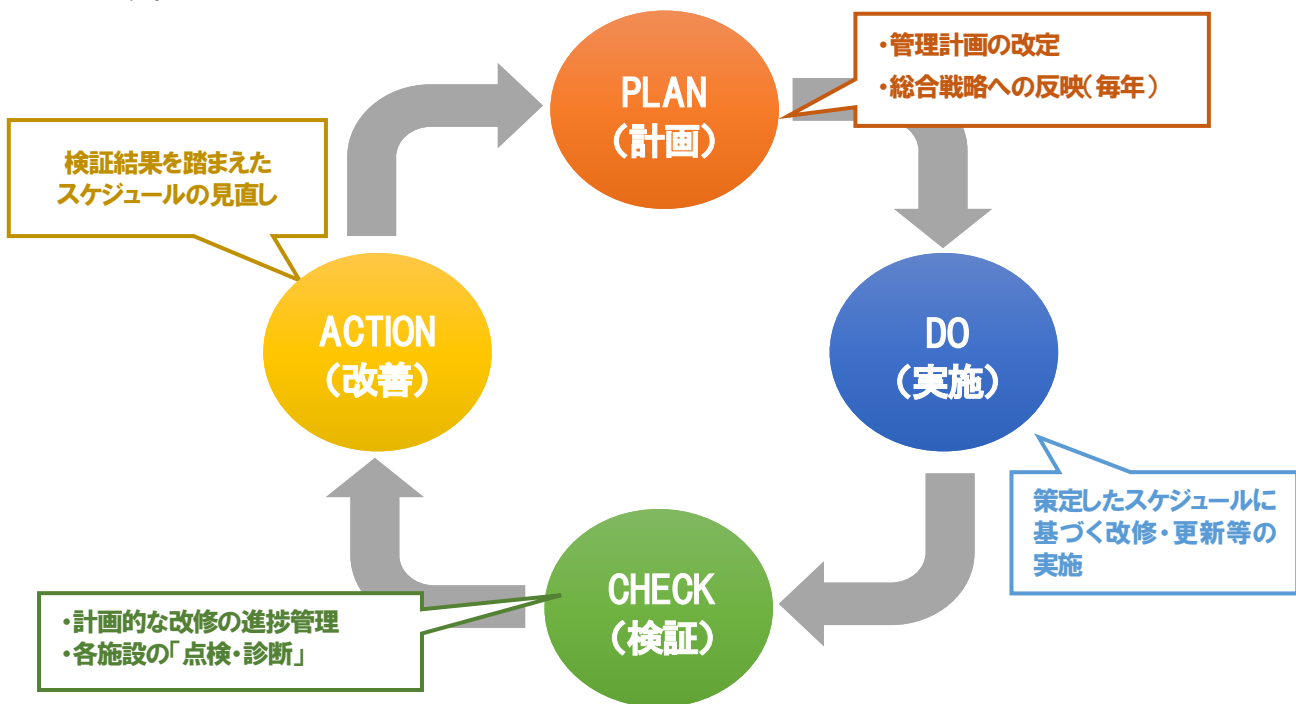 PLAN
（計画）
・管理計画の改定
・総合戦略への反映（毎年）
DO
（実施）
策定したスケジュールに
基づく改修・更新等の
実施
CHECK
（検証）
・計画的な改修の進捗管理
・各施設の「点検・診断」
ACTION
（改善）
検証結果を踏まえた
スケジュールの見直し